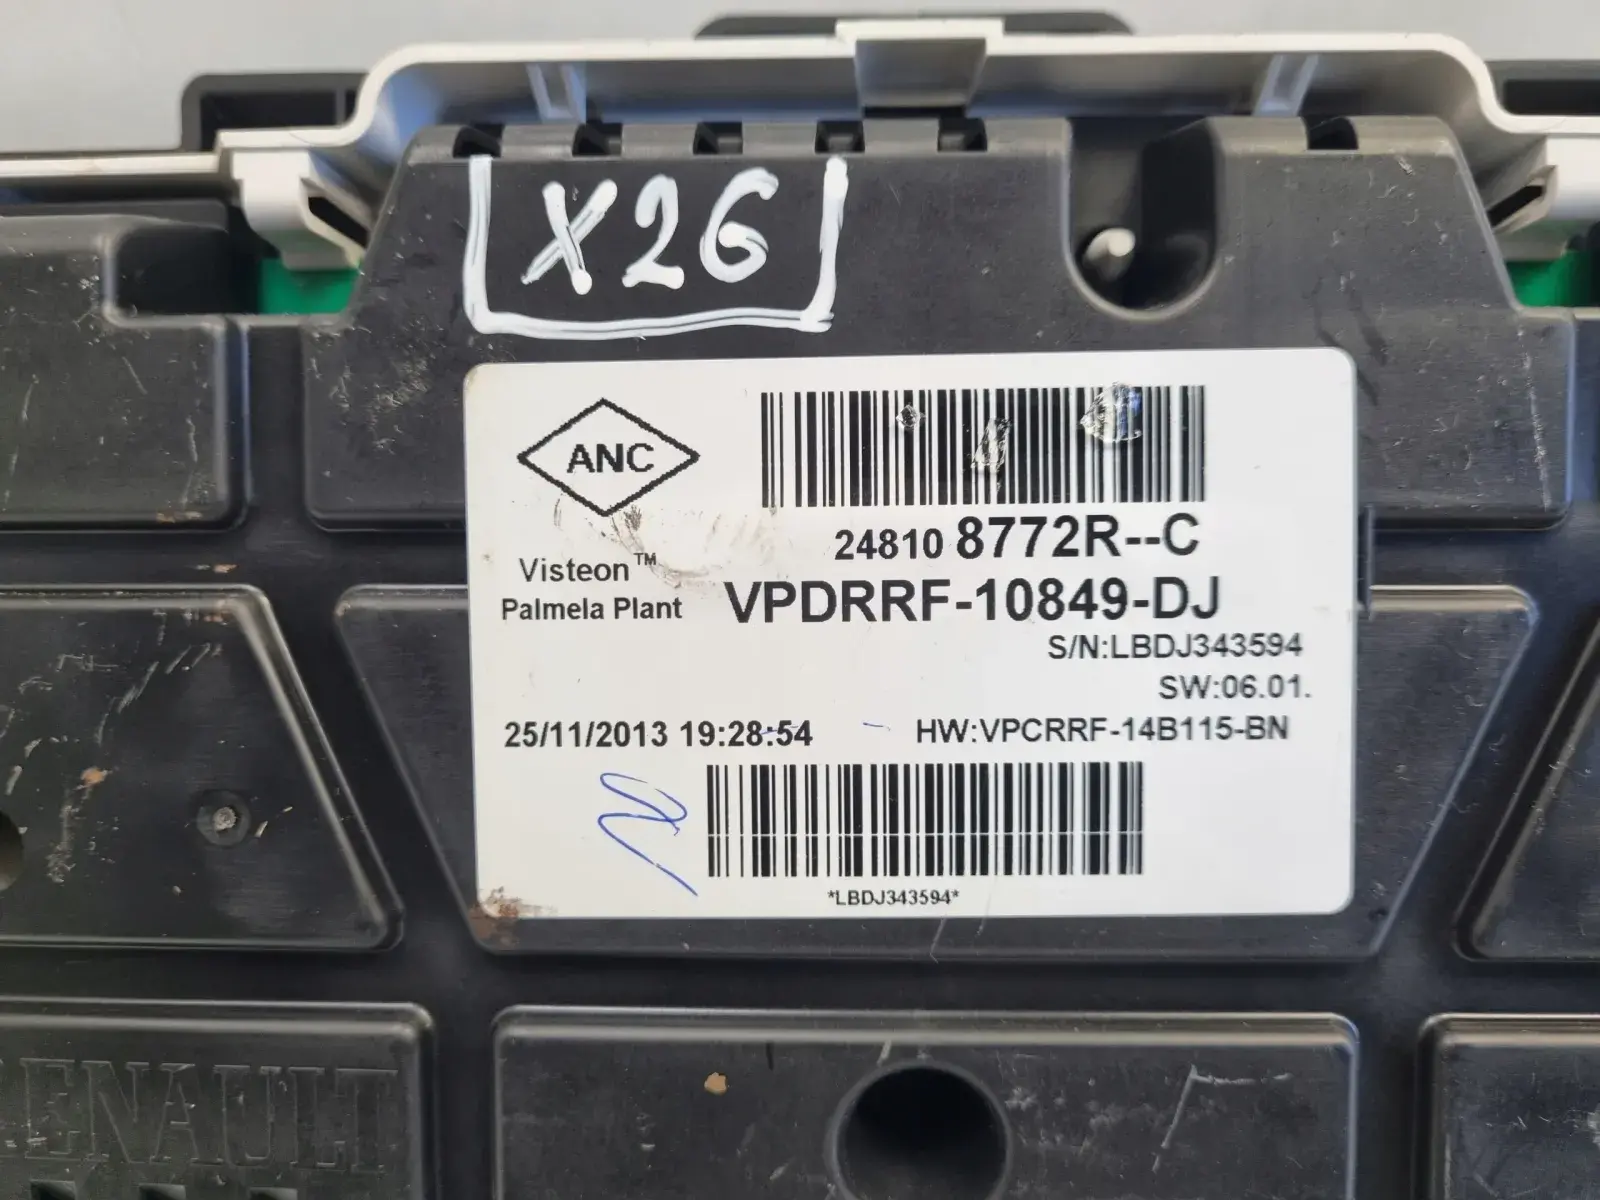 X26
ANC
24810 8772R--C
Visteon™
Palmela Plant
VPDRRF-10849-DJ
S/N:LBDJ343594
SW:06.01.
25/11/2013 19:28:54
HW:VPCRRF-14B115-BN
*LBDJ343594*
RENAULT